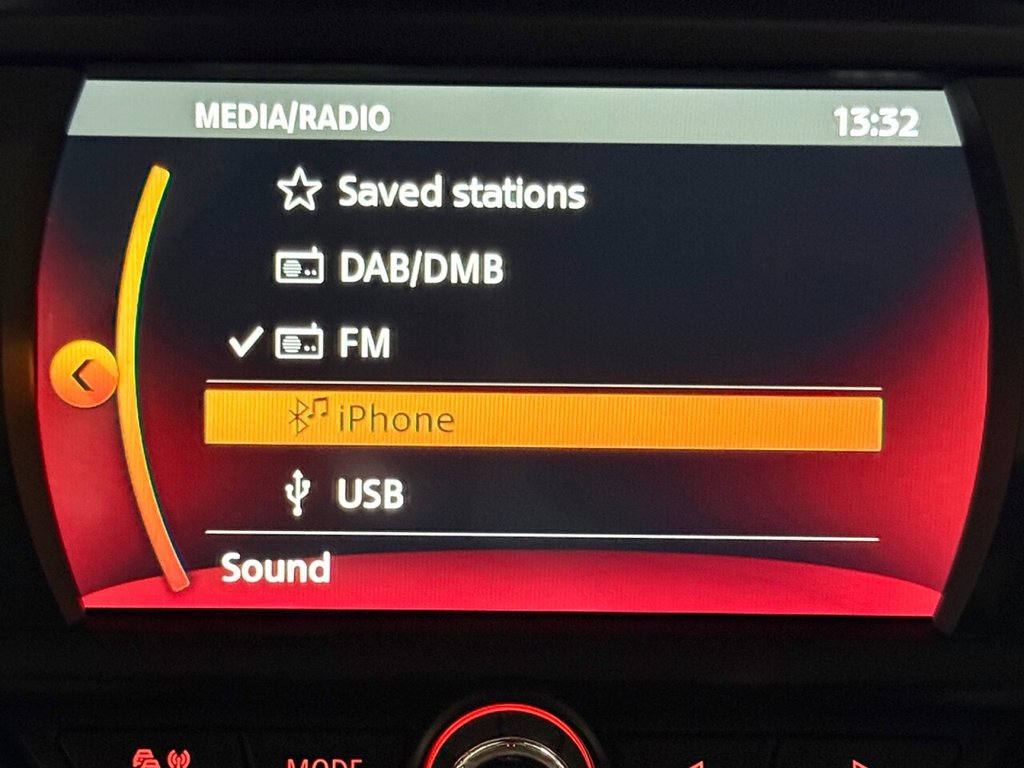 MEDIA/RADIO 13:32
Saved stations
DAB/DMB
FM
iPhone
USB
Sound
MODE